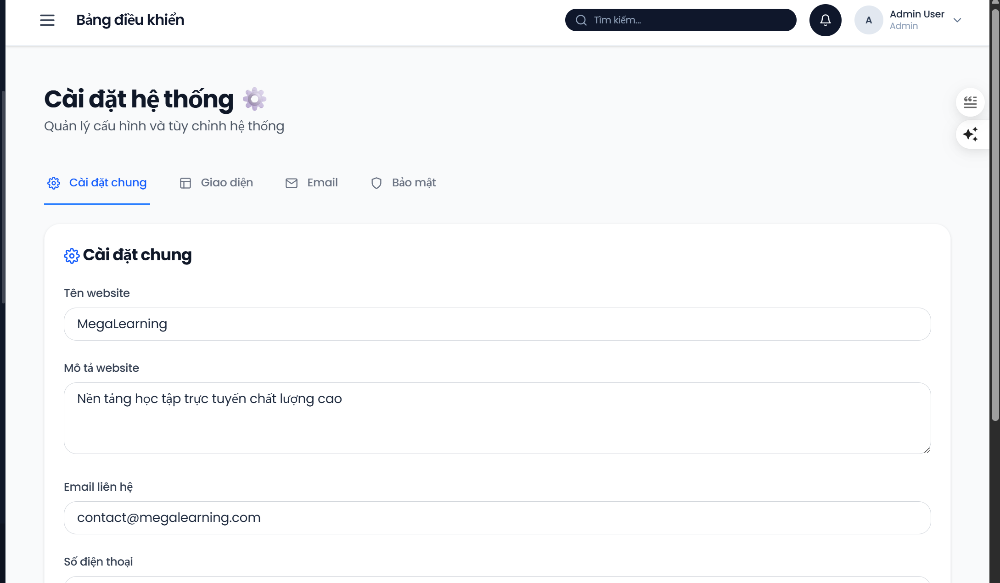 Bảng điều khiển
Tìm kiếm...
A
Admin User
Admin
Cài đặt hệ thống
Quản lý cấu hình và tùy chỉnh hệ thống
Cài đặt chung
Giao diện
Email
Bảo mật
Cài đặt chung
Tên website
MegaLearning
Mô tả website
Nền tảng học tập trực tuyến chất lượng cao
Email liên hệ
contact@megalearning.com
Số điện thoại